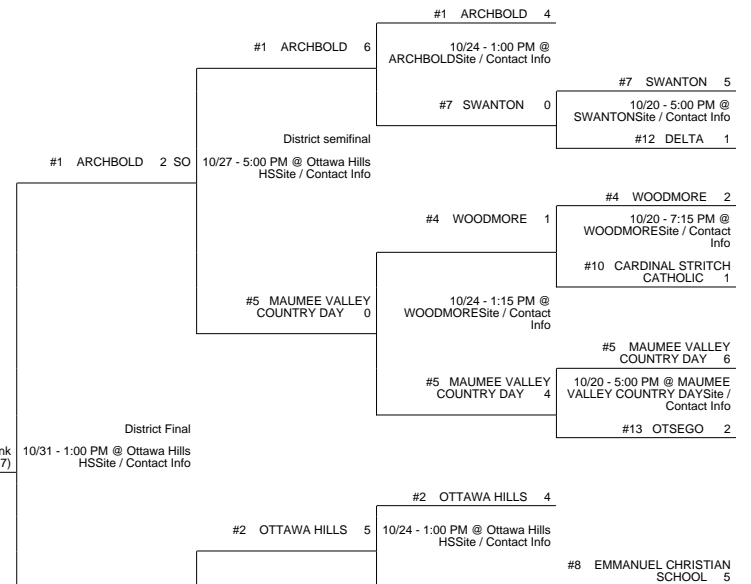 #1 ARCHBOLD 4
#1 ARCHBOLD 6
10/24 - 1:00 PM @
ARCHBOLDSite / Contact Info
#7 SWANTON 5
#7 SWANTON 0
10/20 - 5:00 PM @
SWANTONSite / Contact Info
#12 DELTA 1
District semifinal
#1 ARCHBOLD 2 SO
10/27 - 5:00 PM @ Ottawa Hills
HSSite / Contact Info
#4 WOODMORE 2
#4 WOODMORE 1
10/20 - 7:15 PM @
WOODMORESite / Contact
Info
#10 CARDINAL STRITCH
CATHOLIC 1
#5 MAUMEE VALLEY
COUNTRY DAY 0
10/24 - 1:15 PM @
WOODMORESite / Contact
Info
#5 MAUMEE VALLEY
COUNTRY DAY 6
#5 MAUMEE VALLEY
COUNTRY DAY 4
10/20 - 5:00 PM @ MAUMEE
VALLEY COUNTRY DAYSite /
Contact Info
#13 OTSEGO 2
District Final
nk
7)
10/31 - 1:00 PM @ Ottawa Hills
HSSite / Contact Info
#2 OTTAWA HILLS 4
#2 OTTAWA HILLS 5
10/24 - 1:00 PM @ Ottawa Hills
HSSite / Contact Info
#8 EMMANUEL CHRISTIAN
SCHOOL 5